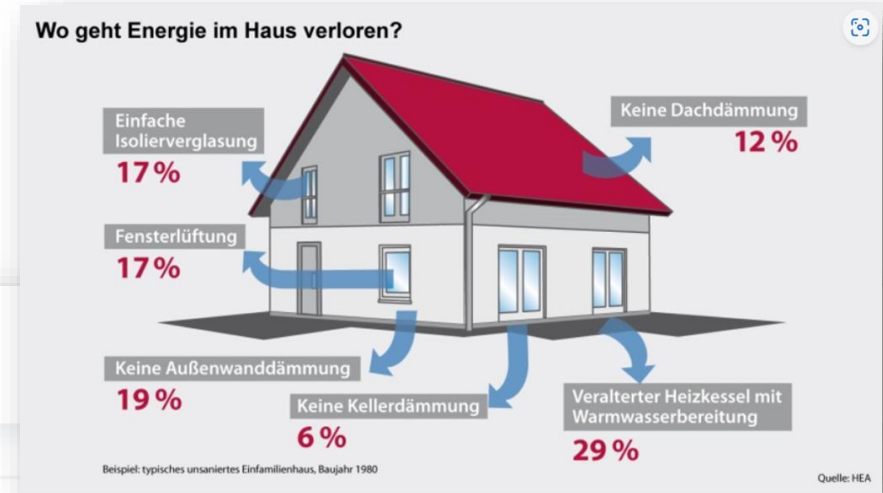 Wo geht Energie im Haus verloren?
Einfache
Isolierverglasung
17 %
Keine Dachdämmung
12 %
Fensterlüftung
17 %
Keine Außenwanddämmung
19 %
Keine Kellerdämmung
6 %
Veralterter Heizkessel mit
Warmwasserbereitung
29 %
Beispiel: typisches unsaniertes Einfamilienhaus, Baujahr 1980
Quelle: HEA